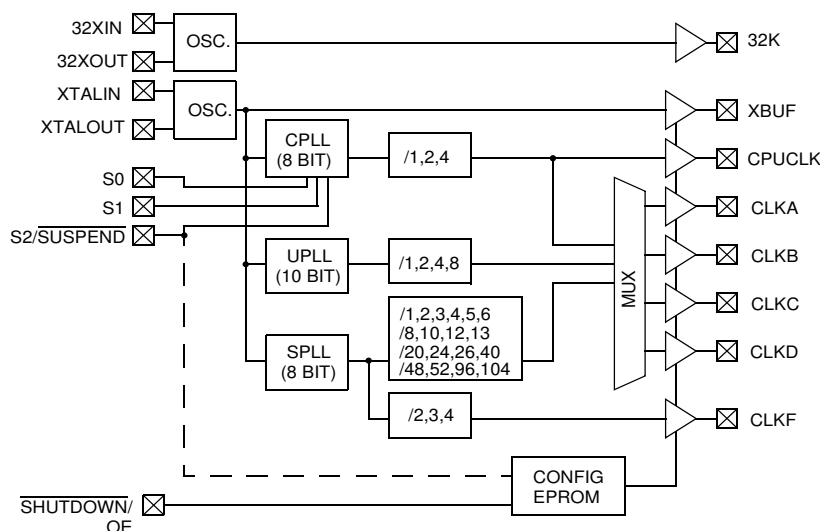 32XIN
OSC.
32K
32XOUT
XTALIN
OSC.
XBUF
XTALOUT
CPLL
(8 BIT)
/1,2,4
CPUCLK
S0
S1
CLKA
S2/SUSPEND
UPLL
(10 BIT)
/1,2,4,8
MUX
CLKB
CLKC
SPLL
(8 BIT)
/1,2,3,4,5,6
/8,10,12,13
/20,24,26,40
/48,52,96,104
CLKD
/2,3,4
CLKF
CONFIG
EPROM
SHUTDOWN/
OE